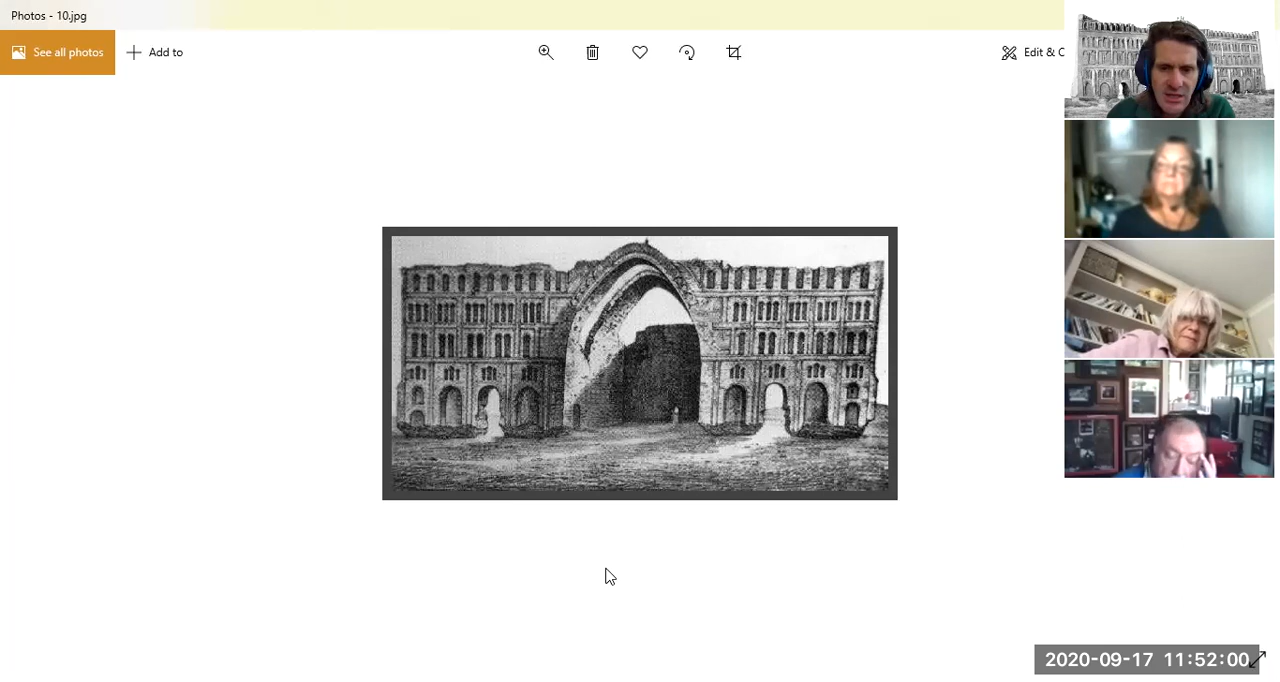 Photos - 10.jpg
See all photos
Add to
Edit & C
2020-09-17 11:52:00